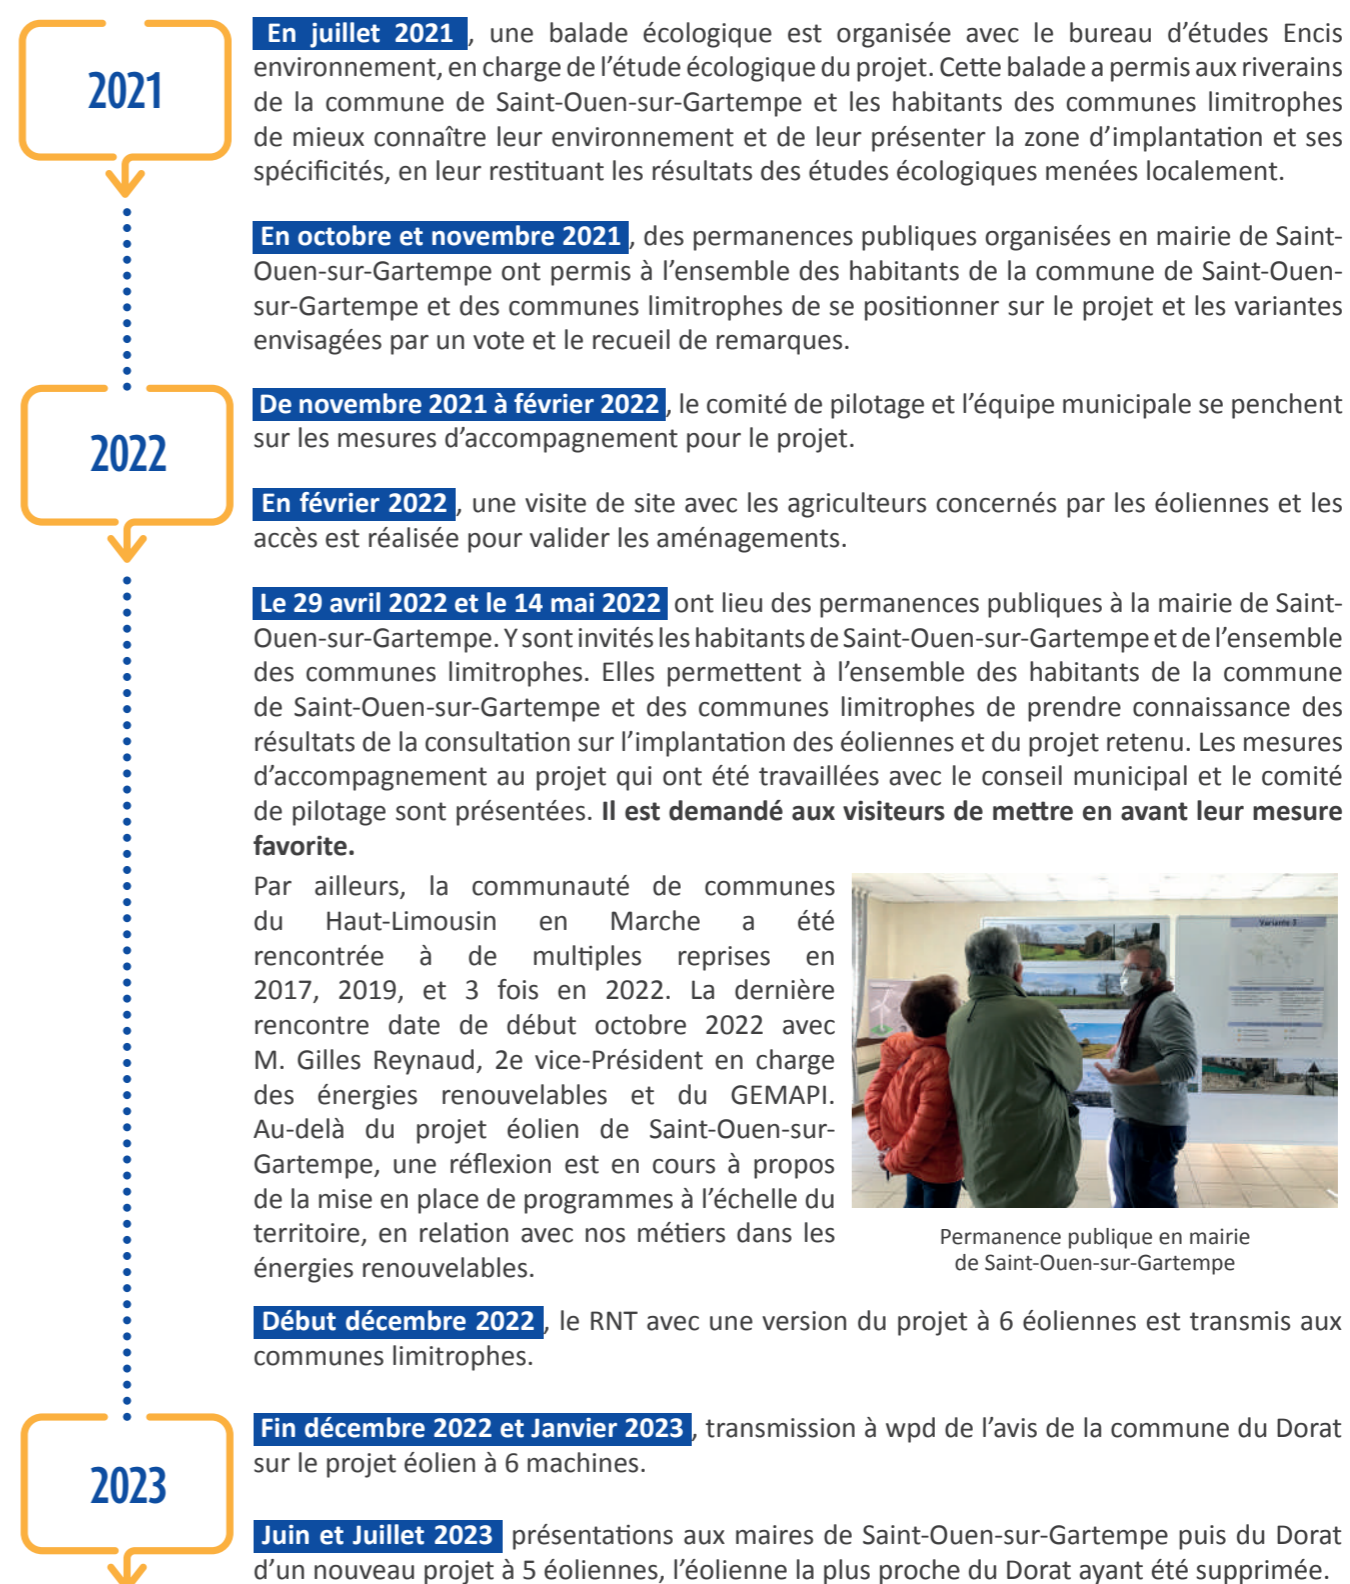 2021
En juillet 2021, une balade écologique est organisée avec le bureau d'études Encis
environnement, en charge de l'étude écologique du projet. Cette balade a permis aux riverains
de la commune de Saint-Ouen-sur-Gartempe et les habitants des communes limitrophes
de mieux connaître leur environnement et de leur présenter la zone d'implantation et ses
spécificités, en leur restituant les résultats des études écologiques menées localement.
En octobre et novembre 2021, des permanences publiques organisées en mairie de Saint-
Ouen-sur-Gartempe ont permis à l'ensemble des habitants de la commune de Saint-Ouen-
sur-Gartempe et des communes limitrophes de se positionner sur le projet et les variantes
envisagées par un vote et le recueil de remarques.
2022
De novembre 2021 à février 2022, le comité de pilotage et l'équipe municipale se penchent
sur les mesures d'accompagnement pour le projet.
En février 2022, une visite de site avec les agriculteurs concernés par les éoliennes et les
accès est réalisée pour valider les aménagements.
Le 29 avril 2022 et le 14 mai 2022 ont lieu des permanences publiques à la mairie de Saint-
Ouen-sur-Gartempe. Y sont invités les habitants de Saint-Ouen-sur-Gartempe et de l'ensemble
des communes limitrophes. Elles permettent à l'ensemble des habitants de la commune
de Saint-Ouen-sur-Gartempe et des communes limitrophes de prendre connaissance des
résultats de la consultation sur l'implantation des éoliennes et du projet retenu. Les mesures
d'accompagnement au projet qui ont été travaillées avec le conseil municipal et le comité
de pilotage sont présentées. Il est demandé aux visiteurs de mettre en avant leur mesure
favorite.
Par ailleurs, la communauté de communes
du Haut-Limousin en Marche a été
rencontrée à de multiples reprises en
2017, 2019, et 3 fois en 2022. La dernière
rencontre date de début octobre 2022 avec
M. Gilles Reynaud, 2e vice-Président en charge
des énergies renouvelables et du GEMAPI.
Au-delà du projet éolien de Saint-Ouen-sur-
Gartempe, une réflexion est en cours à propos
de la mise en place de programmes à l'échelle du
territoire, en relation avec nos métiers dans les
énergies renouvelables.
Variante 3
Permanence publique en mairie
de Saint-Ouen-sur-Gartempe
Début décembre 2022, le RNT avec une version du projet à 6 éoliennes est transmis aux
communes limitrophes.
2023
Fin décembre 2022 et Janvier 2023, transmission à wpd de l'avis de la commune du Dorat
sur le projet éolien à 6 machines.
Juin et Juillet 2023 présentations aux maires de Saint-Ouen-sur-Gartempe puis du Dorat
d'un nouveau projet à 5 éoliennes, l'éolienne la plus proche du Dorat ayant été supprimée.